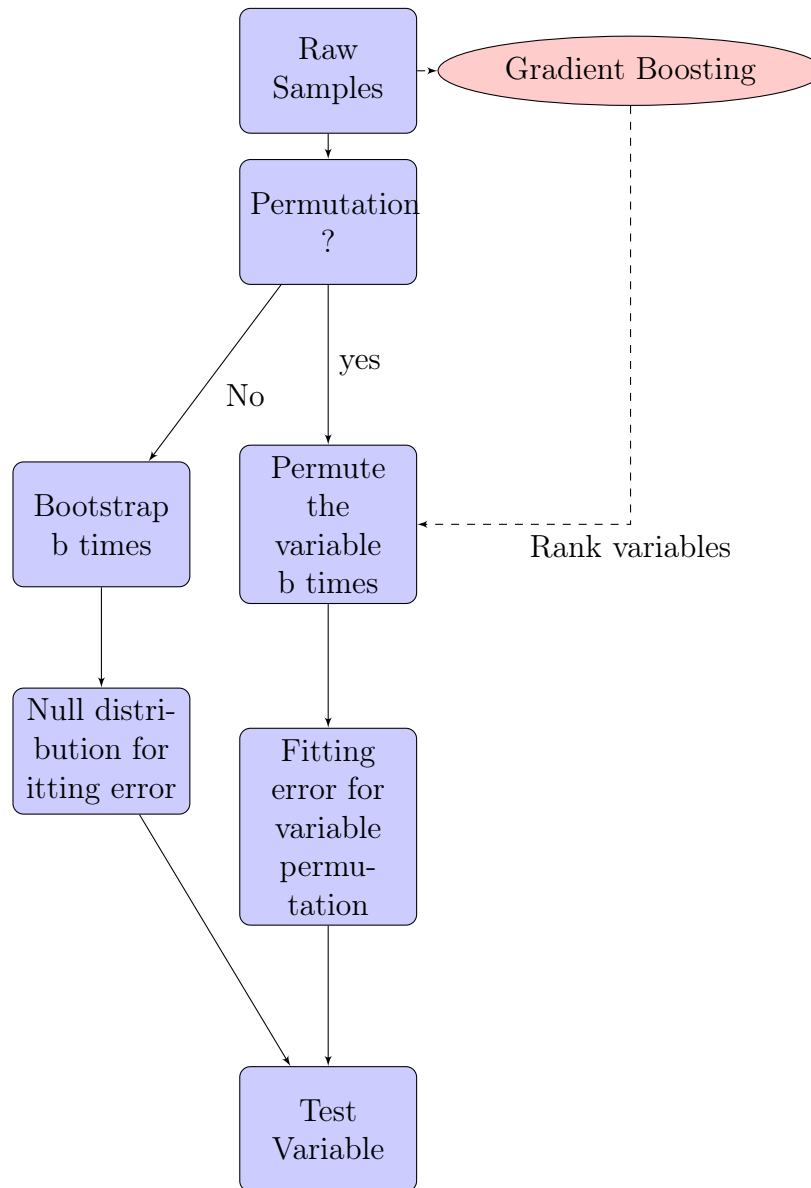 Raw
Samples
Gradient Boosting
Permutation
?
yes
No
Bootstrap
b times
Permute
the
variable
b times
Rank variables
Null distri-
bution for
itting error
Fitting
error for
variable
permu-
tation
Test
Variable